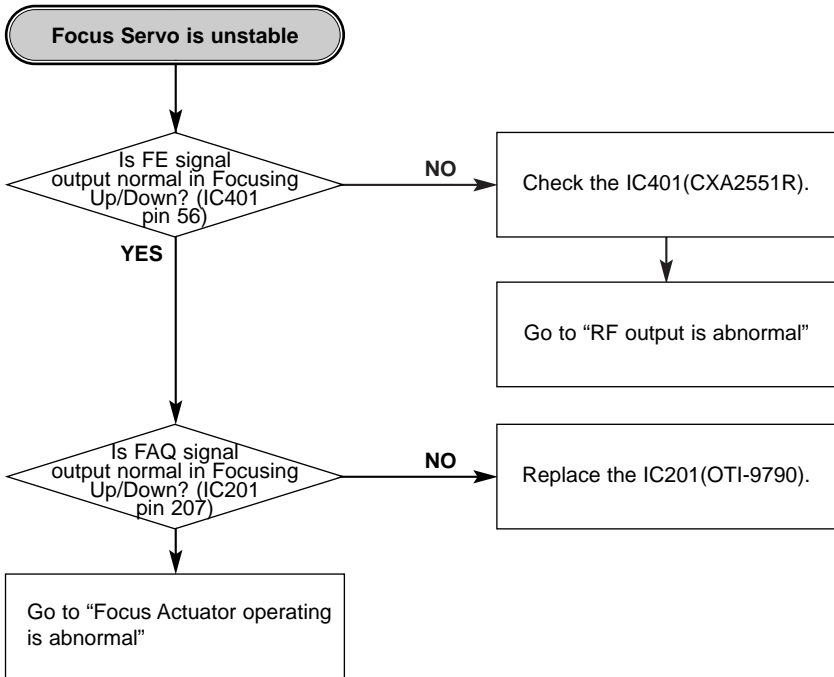 Focus Servo is unstable
Is FE signal
output normal in Focusing
Up/Down? (IC401
pin 56)
NO
Check the IC401(CXA2551R).
YES
Go to “RF output is abnormal”
Is FAQ signal
output normal in Focusing
Up/Down? (IC201
pin 207)
NO
Replace the IC201(OTI-9790).
Go to “Focus Actuator operating
is abnormal”